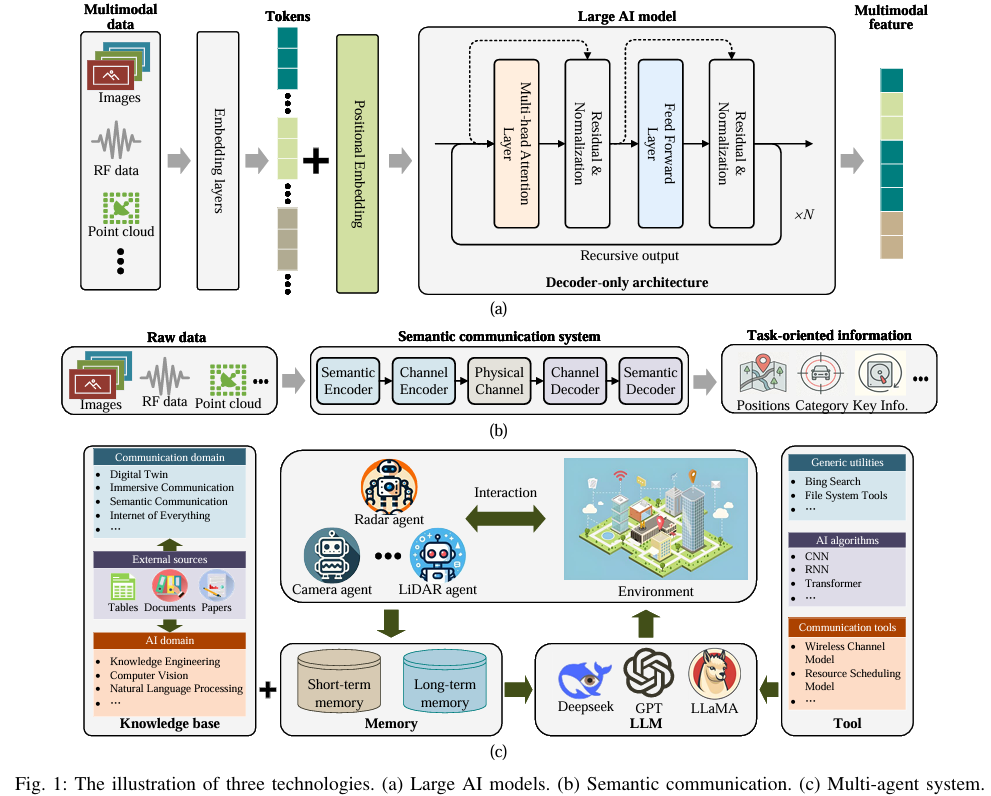 Multimodal
data
Tokens
Large AI model
Multimodal
feature
Images
RF data
Point cloud
Embedding layers
Positional Embedding
Multi-head Attention
Layer
Residual &
Normalization
Feed Forward
Layer
Residual &
Normalization
×N
Recursive output
Decoder-only architecture
(a)
Raw data
Semantic communication system
Task-oriented information
Images
RF data
Point cloud
Semantic
Encoder
Channel
Encoder
Physical
Channel
Channel
Decoder
Semantic
Decoder
Positions
Category
Key Info.
(b)
Communication domain
• Digital Twin
• Immersive Communication
• Semantic Communication
• Internet of Everything
• ...
External sources
Tables
Documents
Papers
AI domain
• Knowledge Engineering
• Computer Vision
• Natural Language Processing
• ...
Knowledge base
Radar agent
Camera agent
LiDAR agent
Interaction
Environment
Short-term
memory
Long-term
memory
Memory
Deepseek
GPT
LLaMA
LLM
Generic utilities
• Bing Search
• File System Tools
• ...
AI algorithms
• CNN
• RNN
• Transformer
• ...
Communication tools
• Wireless Channel
Model
• Resource Scheduling
Model
• ...
Tool
(c)
Fig. 1: The illustration of three technologies. (a) Large AI models. (b) Semantic communication. (c) Multi-agent system.